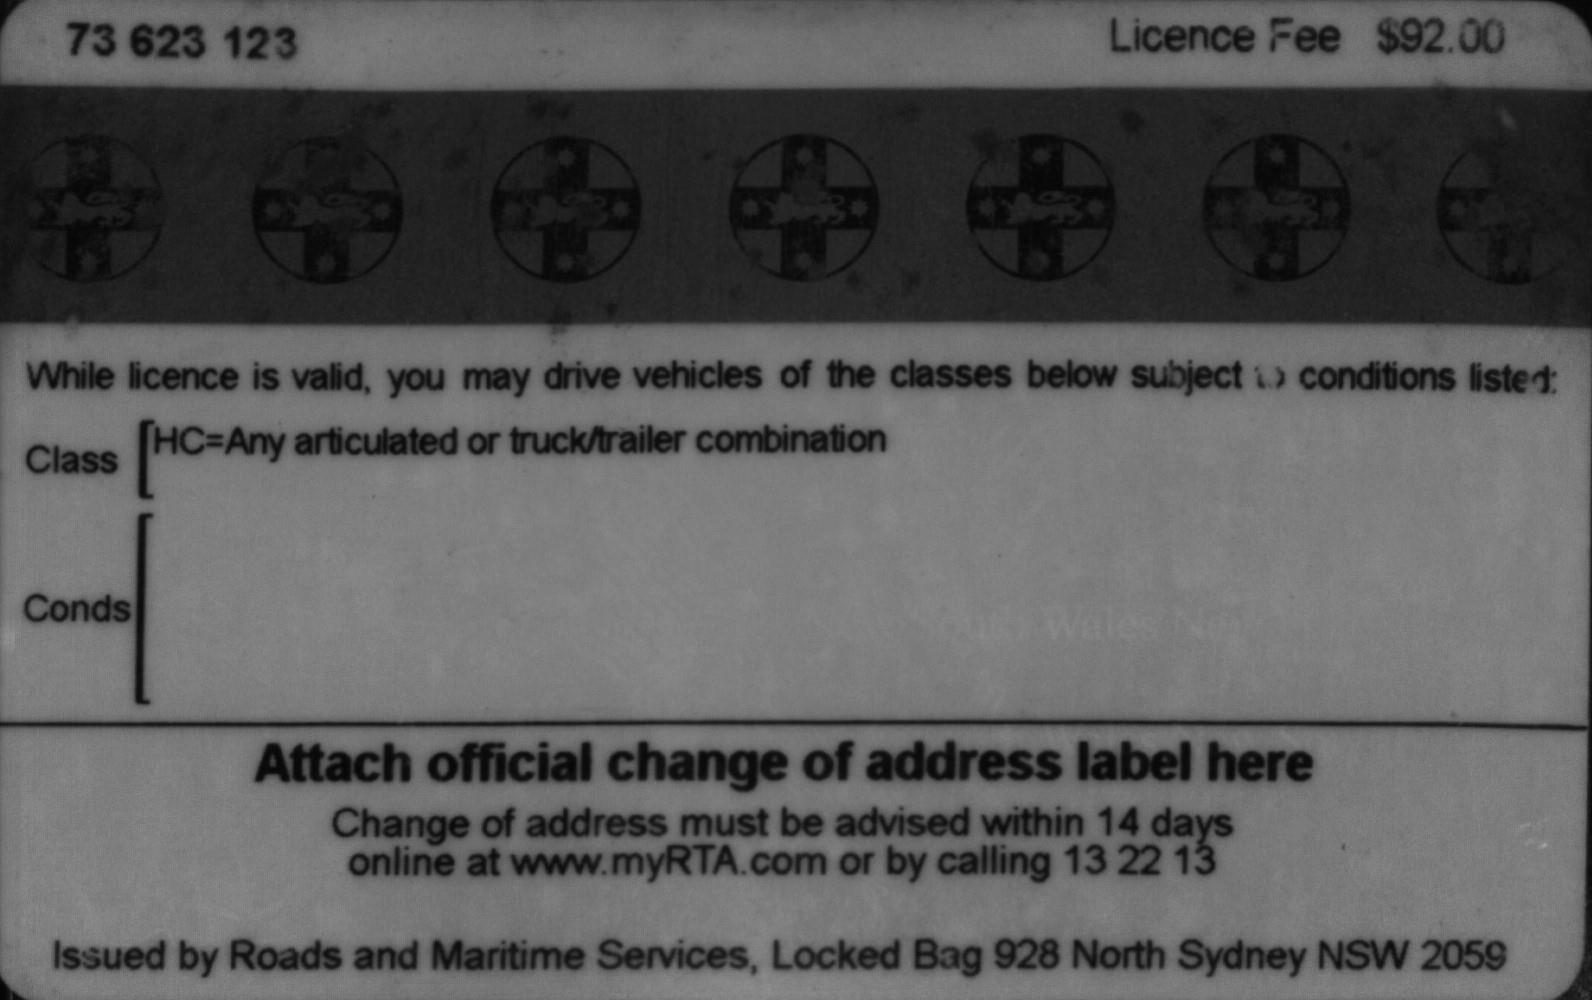 73 623 123 Licence Fee $92.00
While licence is valid, you may drive vehicles of the classes below subject to conditions listed:
Class [HC=Any articulated or truck/trailer combination
Conds [
Wales
Attach official change of address label here
Change of address must be advised within 14 days
online at www.myRTA.com or by calling 13 22 13
Issued by Roads and Maritime Services, Locked Bag 928 North Sydney NSW 2059